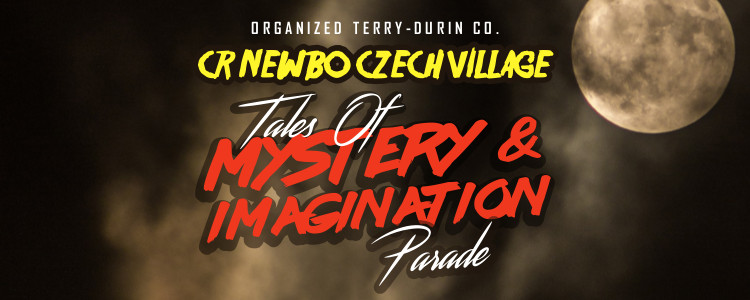 ORGANIZED TERRY-DURIN CO.
CR NEWBO CZECH VILLAGE
Tales Of
MYSTERY &
IMAGINATION
Parade